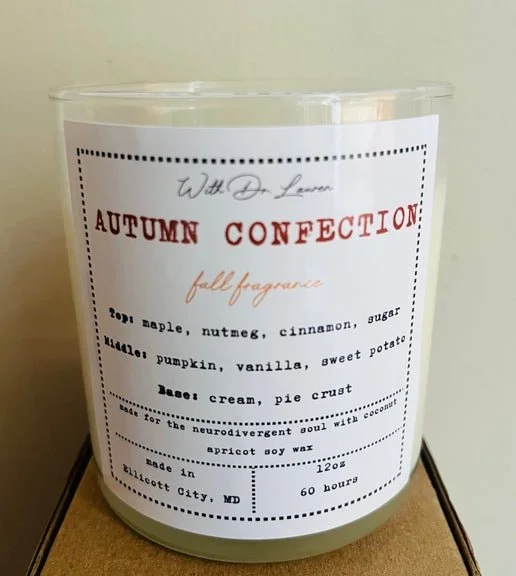 With Dr Lauren
AUTUMN CONFECTION
fall fragrance
Top: maple, nutmeg, cinnamon, sugar
Middle: pumpkin, vanilla, sweet potato
Base: cream, pie crust
made for the neurodivergent soul with coconut
apricot soy wax
made in
Ellicott City, MD
12oz
60 hours